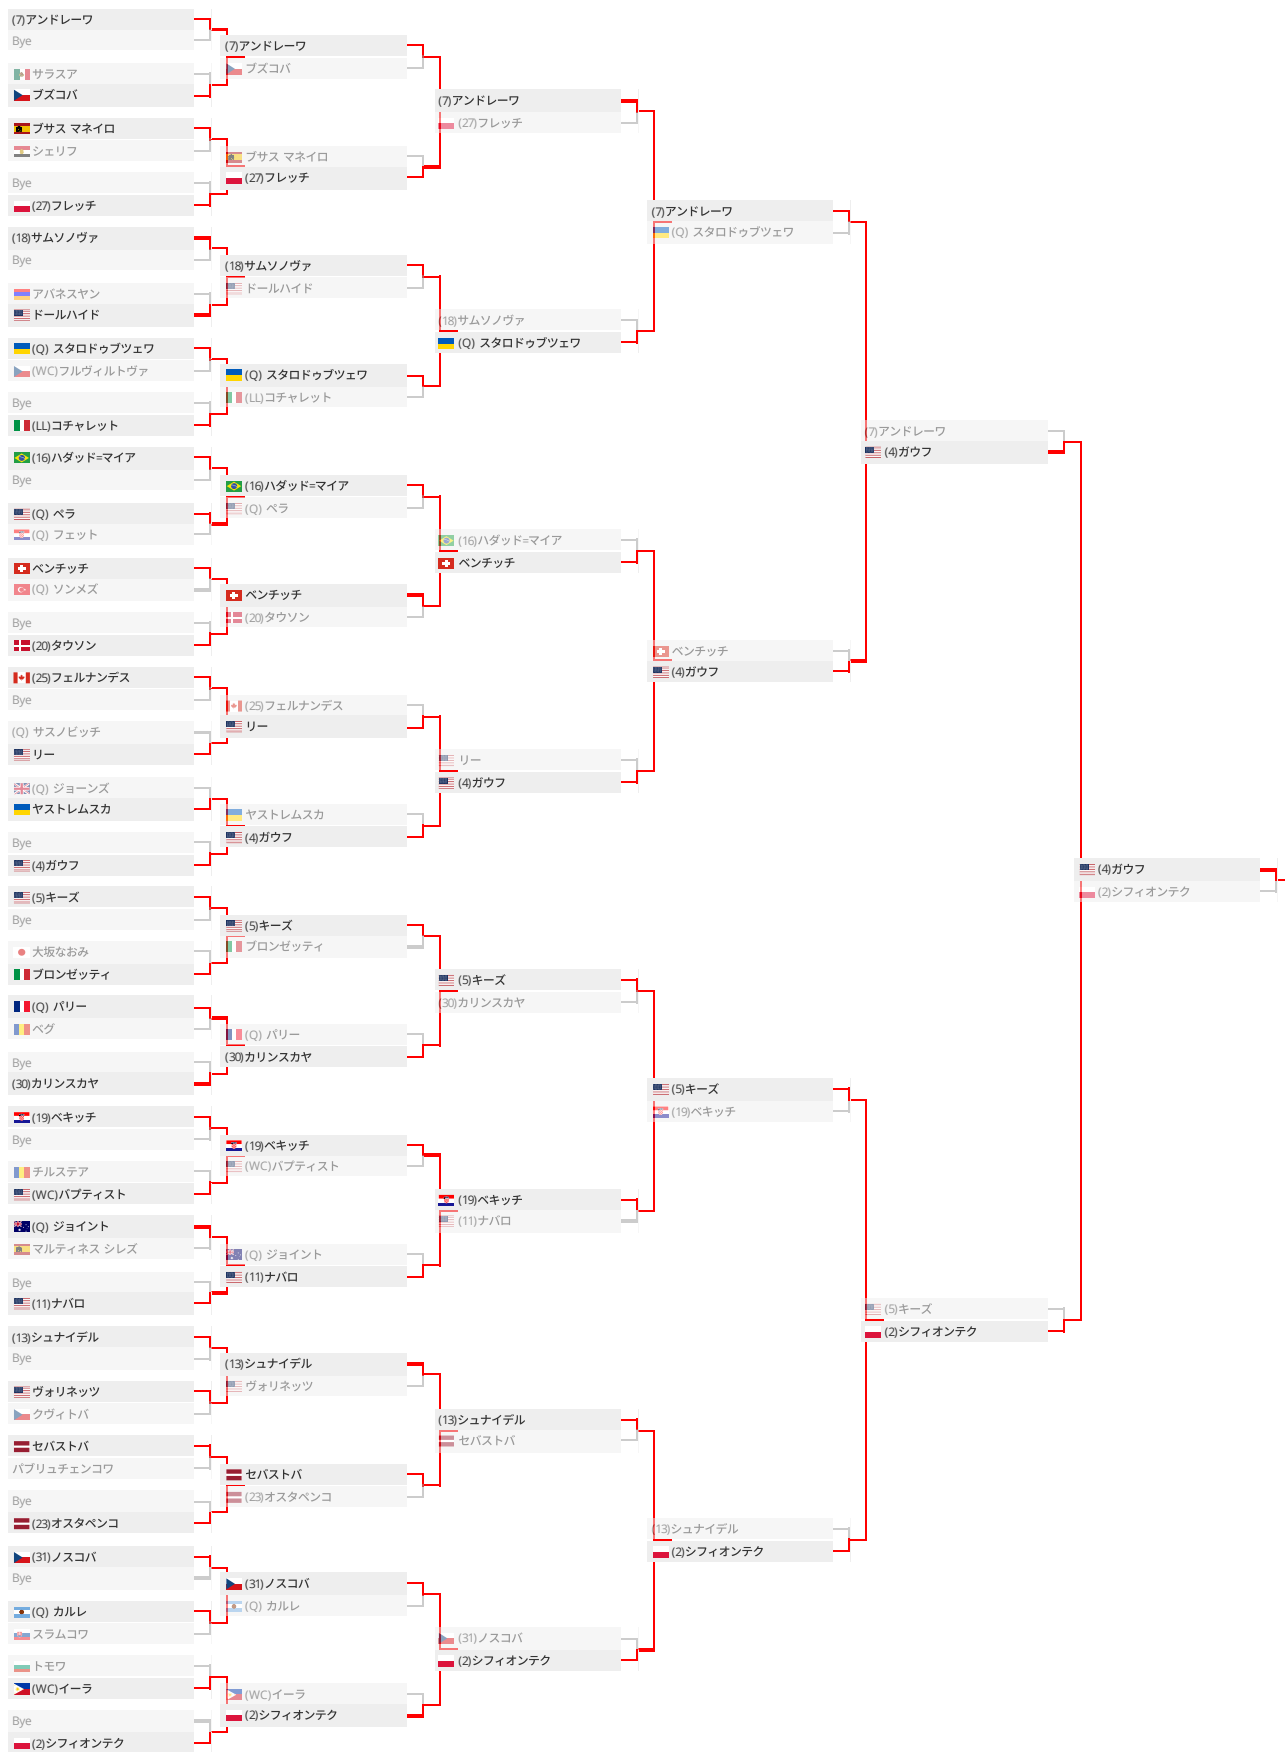 (7)アンドレーワ
Bye
サラスア
ブズコバ
ブサス マネイロ
シェリフ
Bye
(27)フレッチ
(18)サムソノヴァ
Bye
アバネスヤン
ドールハイド
(Q) スタロドゥブツェワ
(WC)フルヴィルトヴァ
Bye
(LL)コチャレット
(16)ハダッド=マイア
Bye
(Q) ペラ
(Q) フェット
ベンチッチ
(Q) ソンメズ
Bye
(20)タウソン
(25)フェルナンデス
Bye
(Q) サスノビッチ
リー
(Q) ジョーンズ
ヤストレムスカ
Bye
(4)ガウフ
(5)キーズ
Bye
大坂なおみ
ブロンゼッティ
(Q) パリー
ベグ
Bye
(30)カリンスカヤ
(19)ベキッチ
Bye
チルステア
(WC)バプティスト
(Q) ジョイント
マルティネス シレズ
Bye
(11)ナバロ
(13)シュナイデル
Bye
ヴォリネッツ
クヴィトバ
セバストバ
パブリュチェンコワ
Bye
(23)オスタペンコ
(31)ノスコバ
Bye
(Q) カルレ
スラムコワ
トモワ
(WC)イーラ
Bye
(2)シフィオンテク
(7)アンドレーワ
ブズコバ
ブサス マネイロ
(27)フレッチ
(18)サムソノヴァ
ドールハイド
(Q) スタロドゥブツェワ
(LL)コチャレット
(16)ハダッド=マイア
(Q) ペラ
ベンチッチ
(20)タウソン
(25)フェルナンデス
リー
ヤストレムスカ
(4)ガウフ
(5)キーズ
ブロンゼッティ
(Q) パリー
(30)カリンスカヤ
(19)ベキッチ
(WC)バプティスト
(Q) ジョイント
(11)ナバロ
(13)シュナイデル
ヴォリネッツ
セバストバ
(23)オスタペンコ
(31)ノスコバ
(Q) カルレ
(WC)イーラ
(2)シフィオンテク
(7)アンドレーワ
(27)フレッチ
(18)サムソノヴァ
(Q) スタロドゥブツェワ
(16)ハダッド=マイア
ベンチッチ
リー
(4)ガウフ
(5)キーズ
(30)カリンスカヤ
(19)ベキッチ
(11)ナバロ
(13)シュナイデル
セバストバ
(31)ノスコバ
(2)シフィオンテク
(7)アンドレーワ
(Q) スタロドゥブツェワ
ベンチッチ
(4)ガウフ
(5)キーズ
(19)ベキッチ
(13)シュナイデル
(2)シフィオンテク
(7)アンドレーワ
(4)ガウフ
(5)キーズ
(2)シフィオンテク
(4)ガウフ
(2)シフィオンテク